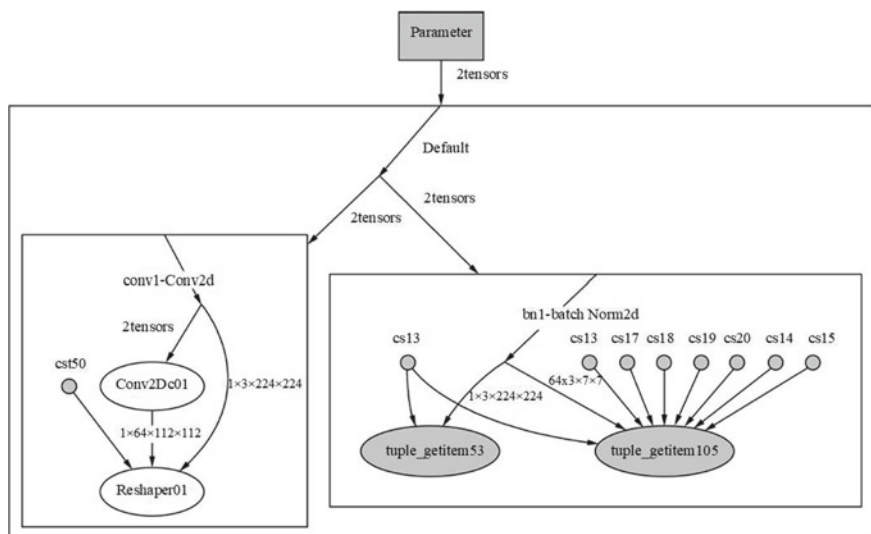 Parameter
2tensors
Default
2tensors
2tensors
conv1-Conv2d
2tensors
cst50
Conv2Dc01
1×3×224×224
1×64×112×112
Reshaper01
bn1-batch Norm2d
cs13
cs13
cs17
cs18
cs19
cs20
cs14
cs15
64x3×7×7
1×3×224×224
tuple_getitem53
tuple_getitem105